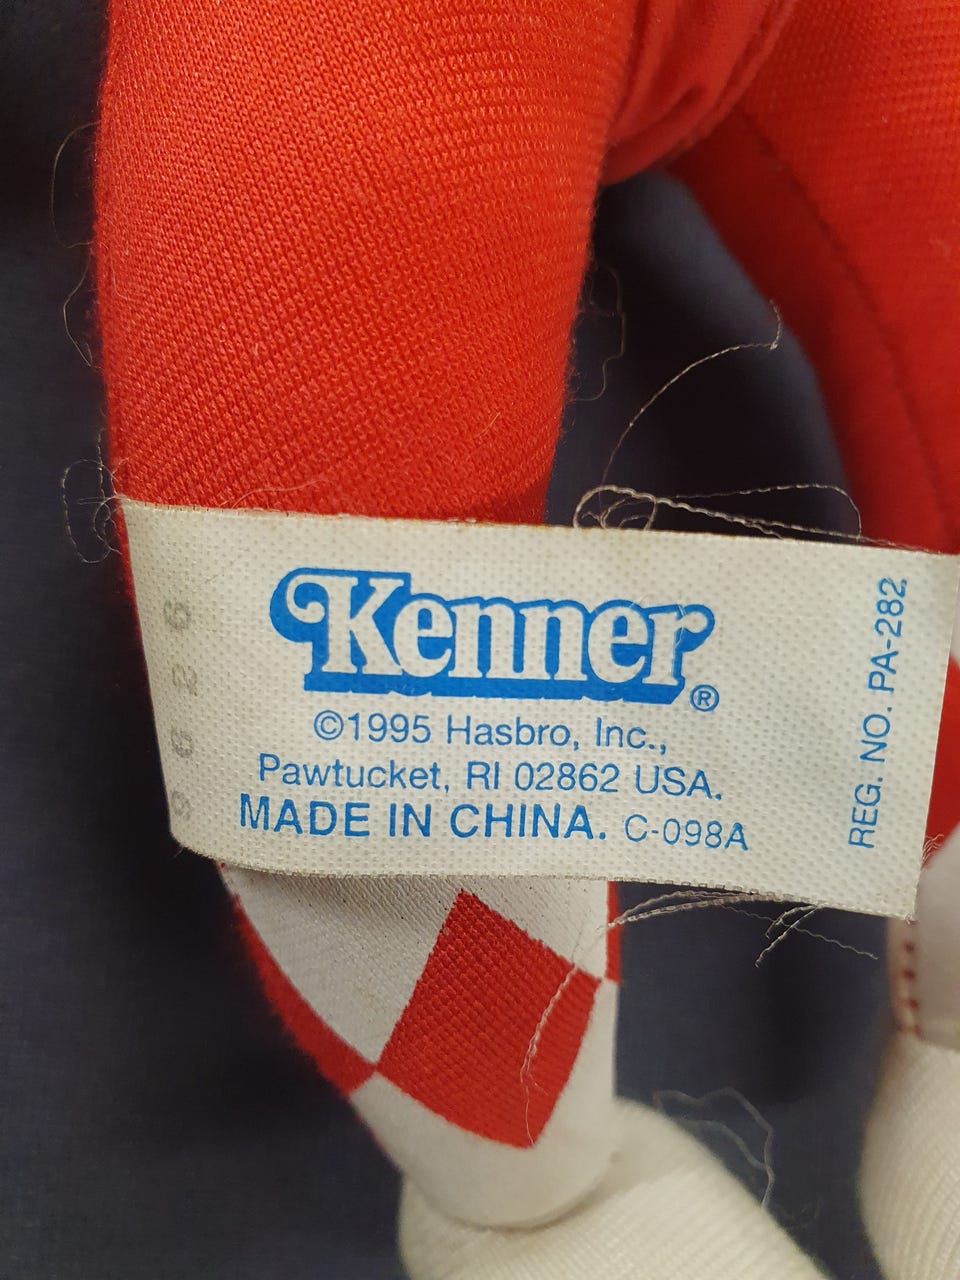 Kenner®
©1995 Hasbro, Inc.,
Pawtucket, RI 02862 USA.
MADE IN CHINA. C-098A
REG. NO. PA-282